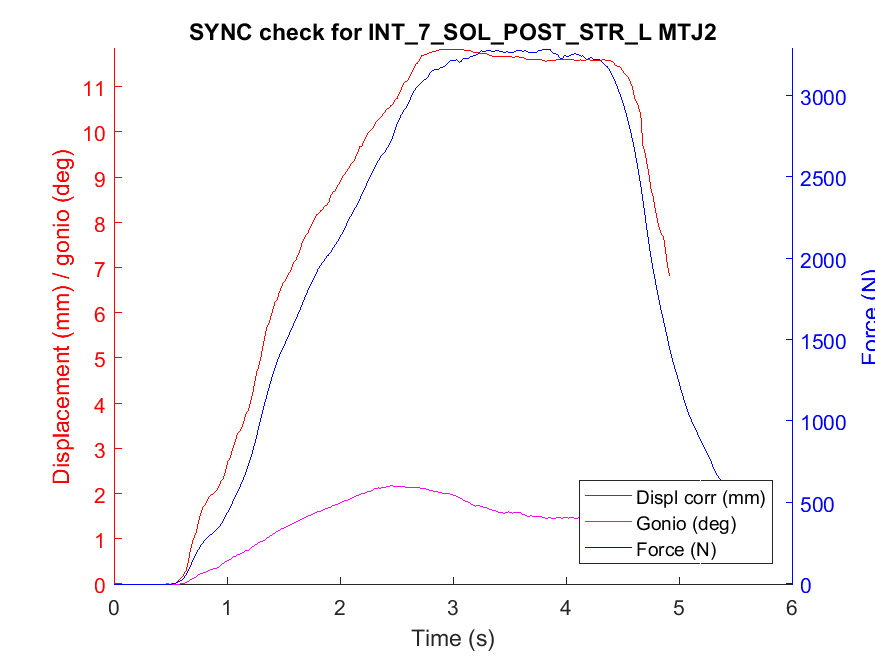 SYNC check for INT_7_SOL_POST_STR_L MTJ2
Displacement (mm) / gonio (deg)
11
10
9
8
7
6
5
4
3
2
1
0
3000
2500
2000
1500
1000
500
0
Force (N)
Displ corr (mm)
Gonio (deg)
Force (N)
0 1 2 3 4 5 6
Time (s)